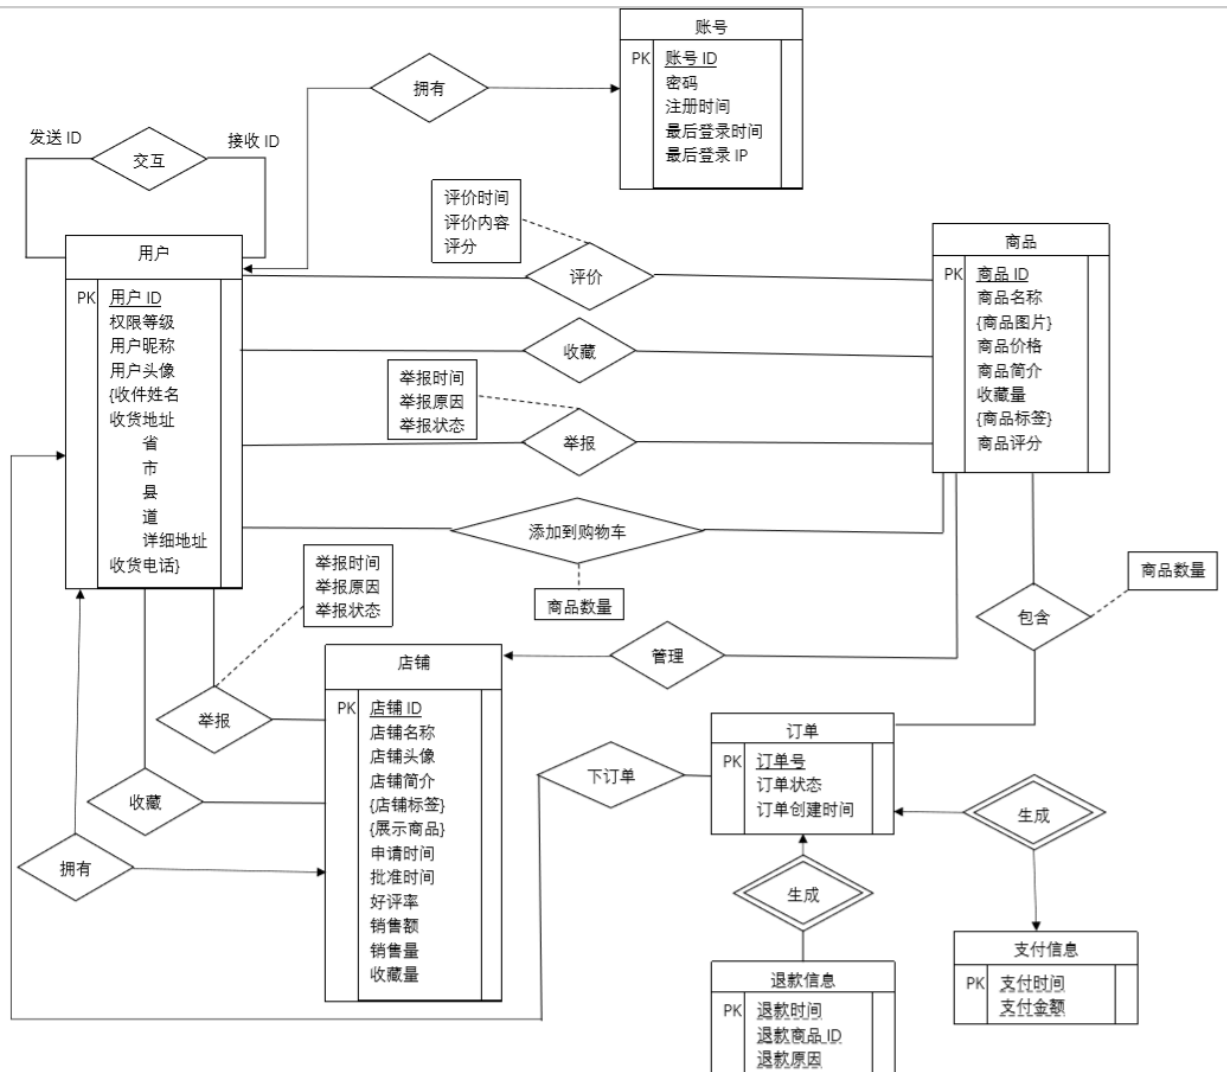 账号
PK
账号 ID
密码
注册时间
最后登录时间
最后登录 IP
拥有
发送 ID
交互
接收 ID
评价时间
评价内容
评分
评价
用户
PK
用户 ID
权限等级
用户昵称
用户头像
{收件姓名
收货地址
省
市
县
道
详细地址
收货电话}
商品
PK
商品 ID
商品名称
{商品图片}
商品价格
商品简介
收藏量
{商品标签}
商品评分
收藏
举报时间
举报原因
举报状态
举报
添加到购物车
商品数量
举报时间
举报原因
举报状态
商品数量
包含
管理
店铺
PK
店铺 ID
店铺名称
店铺头像
店铺简介
{店铺标签}
{展示商品}
申请时间
批准时间
好评率
销售额
销售量
收藏量
举报
收藏
拥有
下订单
订单
PK
订单号
订单状态
订单创建时间
生成
生成
支付信息
PK
支付时间
支付金额
退款信息
PK
退款时间
退款商品 ID
退款原因